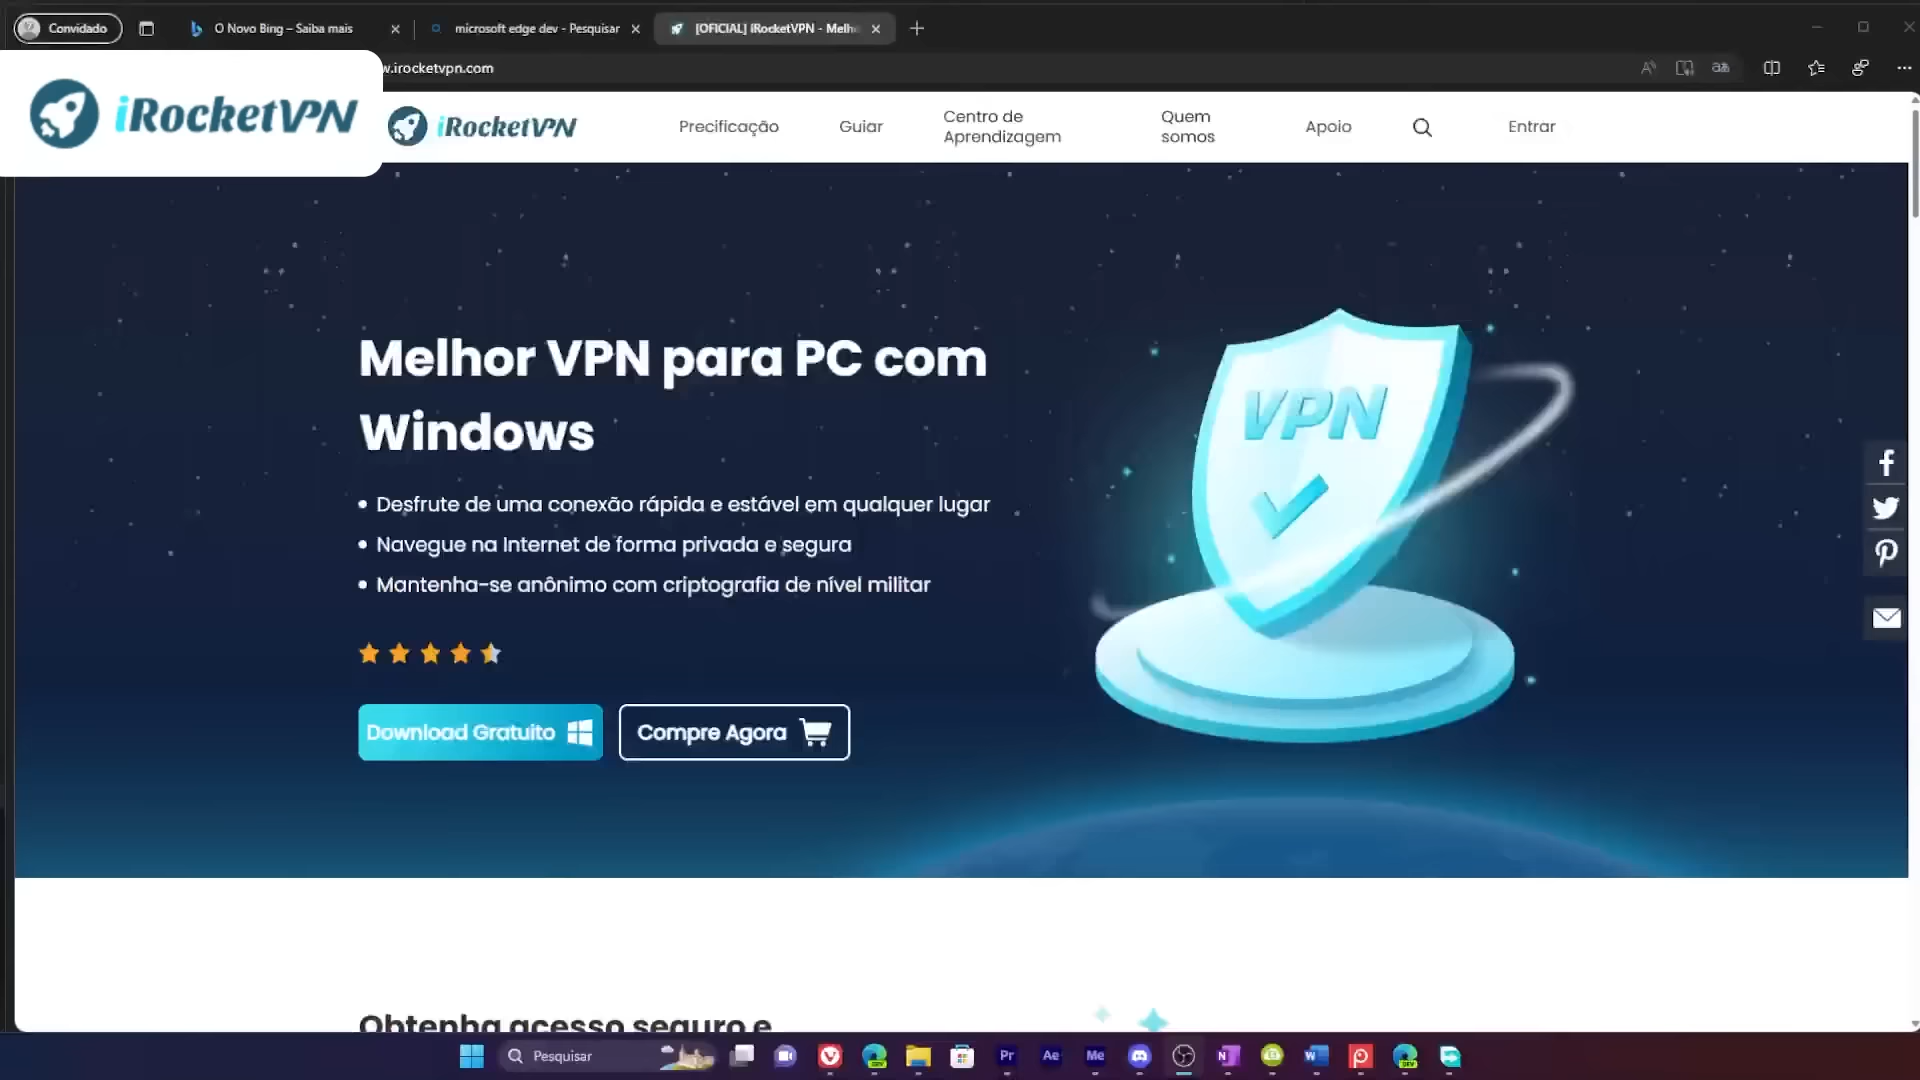 Convidado
O Novo Bing – Saiba mais
microsoft edge dev - Pesquisar
[OFICIAL] iRocketVPN - Melh
w.irocketvpn.com
iRocketVPN
iRocketVPN
Precificação
Guiar
Centro de
Aprendizagem
Quem
somos
Apoio
Entrar
Melhor VPN para PC com
Windows
• Desfrute de uma conexão rápida e estável em qualquer lugar
• Navegue na Internet de forma privada e segura
• Mantenha-se anônimo com criptografia de nível militar
Download Gratuito
Compre Agora
VPN
Obtenha acesso seguro e
Pesquisar
Pr
Ae
Me